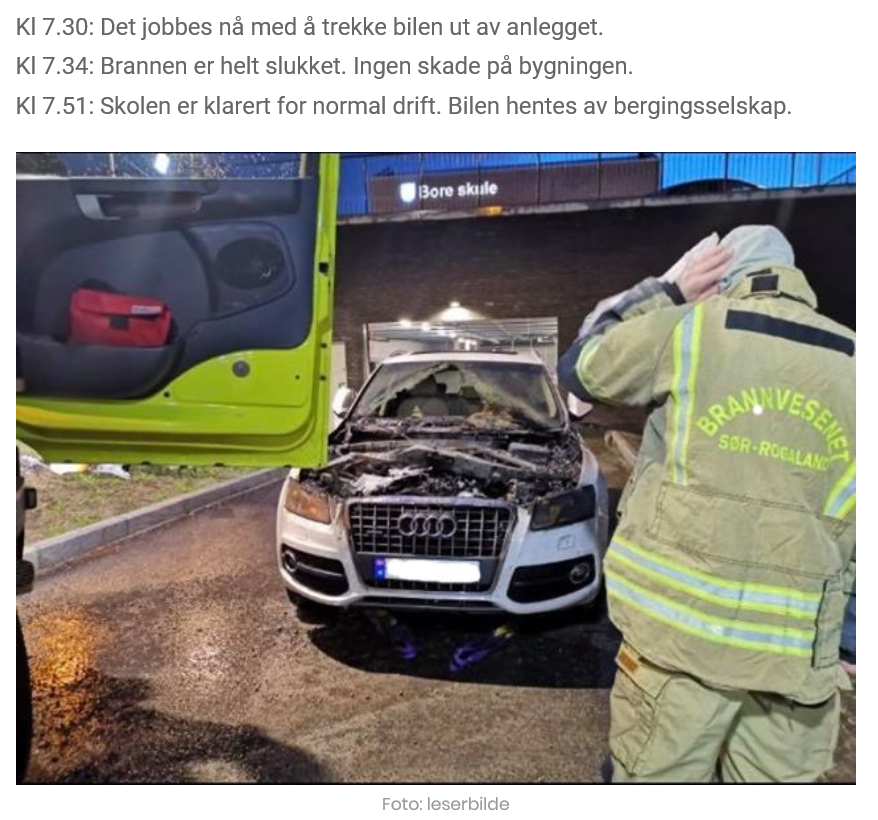 Kl 7.30: Det jobbes nå med å trekke bilen ut av anlegget.
Kl 7.34: Brannen er helt slukket. Ingen skade på bygningen.
Kl 7.51: Skolen er klarert for normal drift. Bilen hentes av bergingsselskap.
Bore skule
BRANNVESENET
SØR-ROGALAND
Foto: leserbilde